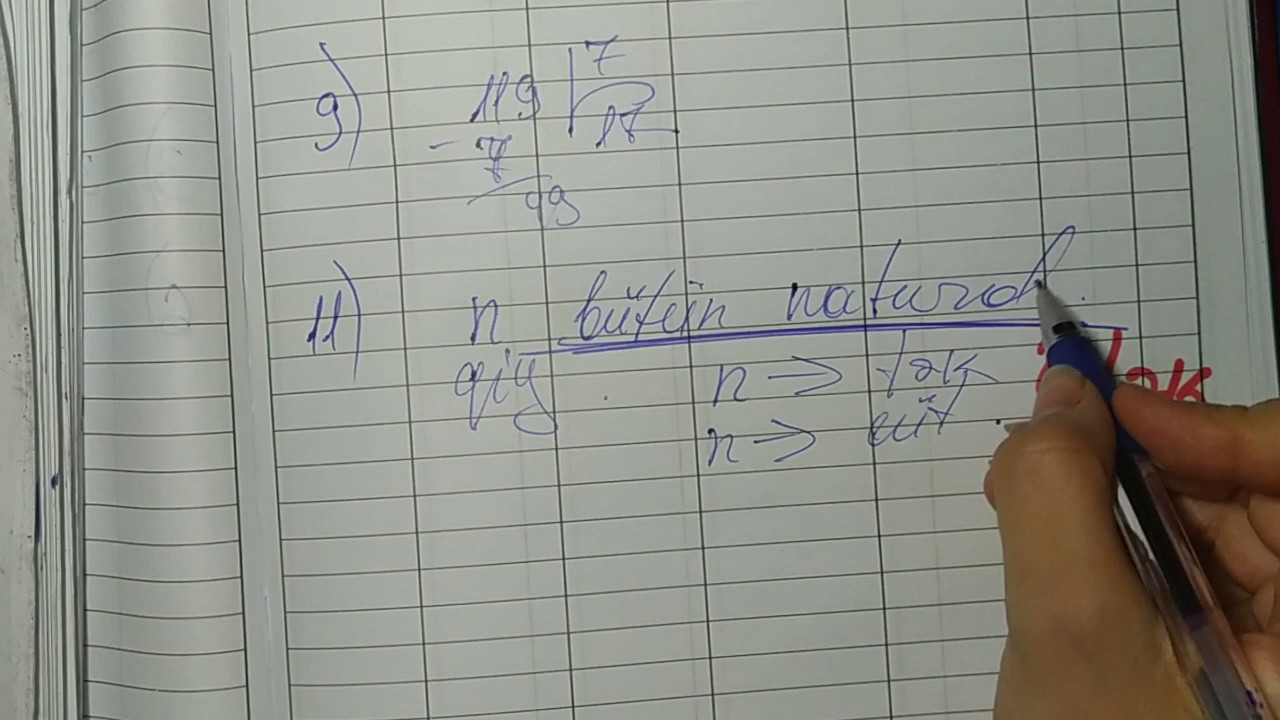 9) 119 | 7
- 7 17
49
11) n bütün natural
qiy. n ⇒ tək tək
n ⇒ cüt